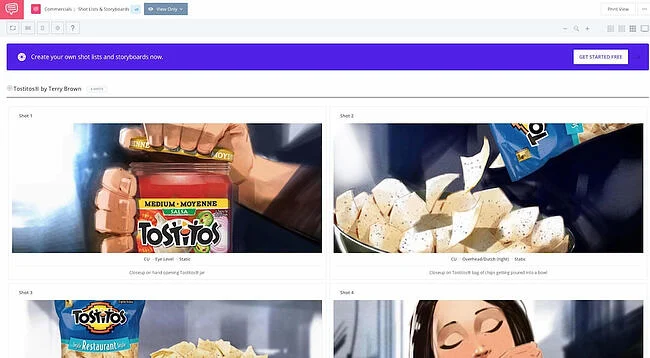 Commercials
Shot Lists & Storyboards
View Only
Print View
?
Create your own shot lists and storyboards now.
GET STARTED FREE
Tostitos® by Terry Brown
Shot 1
Shot 2
MEDIUM • MOYENNE
SALSA
TOSTITOS
CU Eye Level Static
CU Overhead/Dutch (right) Static
Closeup on hand opening Tostitos® jar
Closeup on Tostitos® bag of chips getting poured into a bowl
Shot 3
Shot 4
TOSTITOS
Restaurant